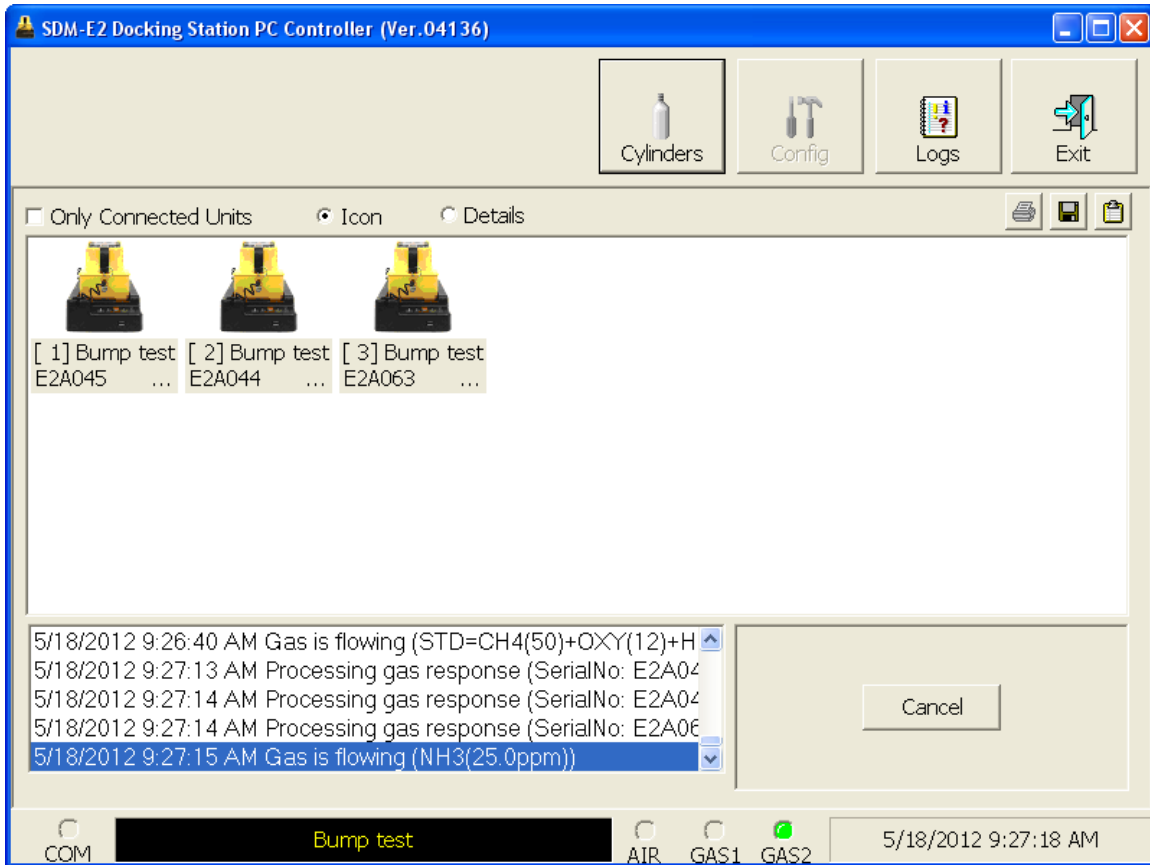 SDM-E2 Docking Station PC Controller (Ver.04136)
Cylinders
Config
Logs
Exit
Only Connected Units
Icon
Details
[ 1] Bump test
E2A045 ...
[ 2] Bump test
E2A044 ...
[ 3] Bump test
E2A063 ...
5/18/2012 9:26:40 AM Gas is flowing (STD=CH4(50)+OXY(12)+H
5/18/2012 9:27:13 AM Processing gas response (SerialNo: E2A04
5/18/2012 9:27:14 AM Processing gas response (SerialNo: E2A04
5/18/2012 9:27:14 AM Processing gas response (SerialNo: E2A06
5/18/2012 9:27:15 AM Gas is flowing (NH3(25.0ppm))
Cancel
COM
Bump test
AIR
GAS1
GAS2
5/18/2012 9:27:18 AM